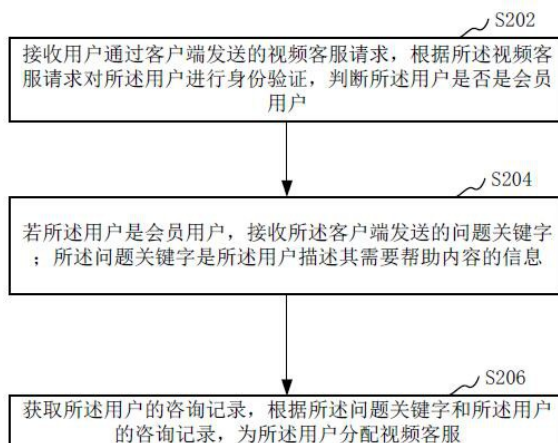 S202
接收用户通过客户端发送的视频客服请求，根据所述视频客
服请求对所述用户进行身份验证，判断所述用户是否是会员
用户
S204
若所述用户是会员用户，接收所述客户端发送的问题关键字
；所述问题关键字是所述用户描述其需要帮助内容的信息
S206
获取所述用户的咨询记录，根据所述问题关键字和所述用户
的咨询记录，为所述用户分配视频客服